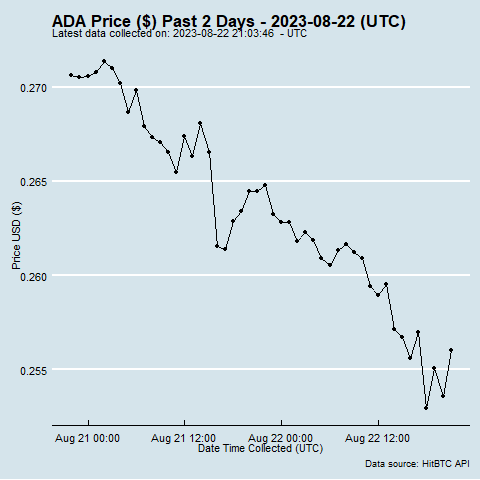 ADA Price ($) Past 2 Days - 2023-08-22 (UTC)
Latest data collected on: 2023-08-22 21:03:46 - UTC
0.270
0.265
0.260
0.255
Price USD ($)
Aug 21 00:00 Aug 21 12:00 Aug 22 00:00 Aug 22 12:00
Date Time Collected (UTC)
Data source: HitBTC API